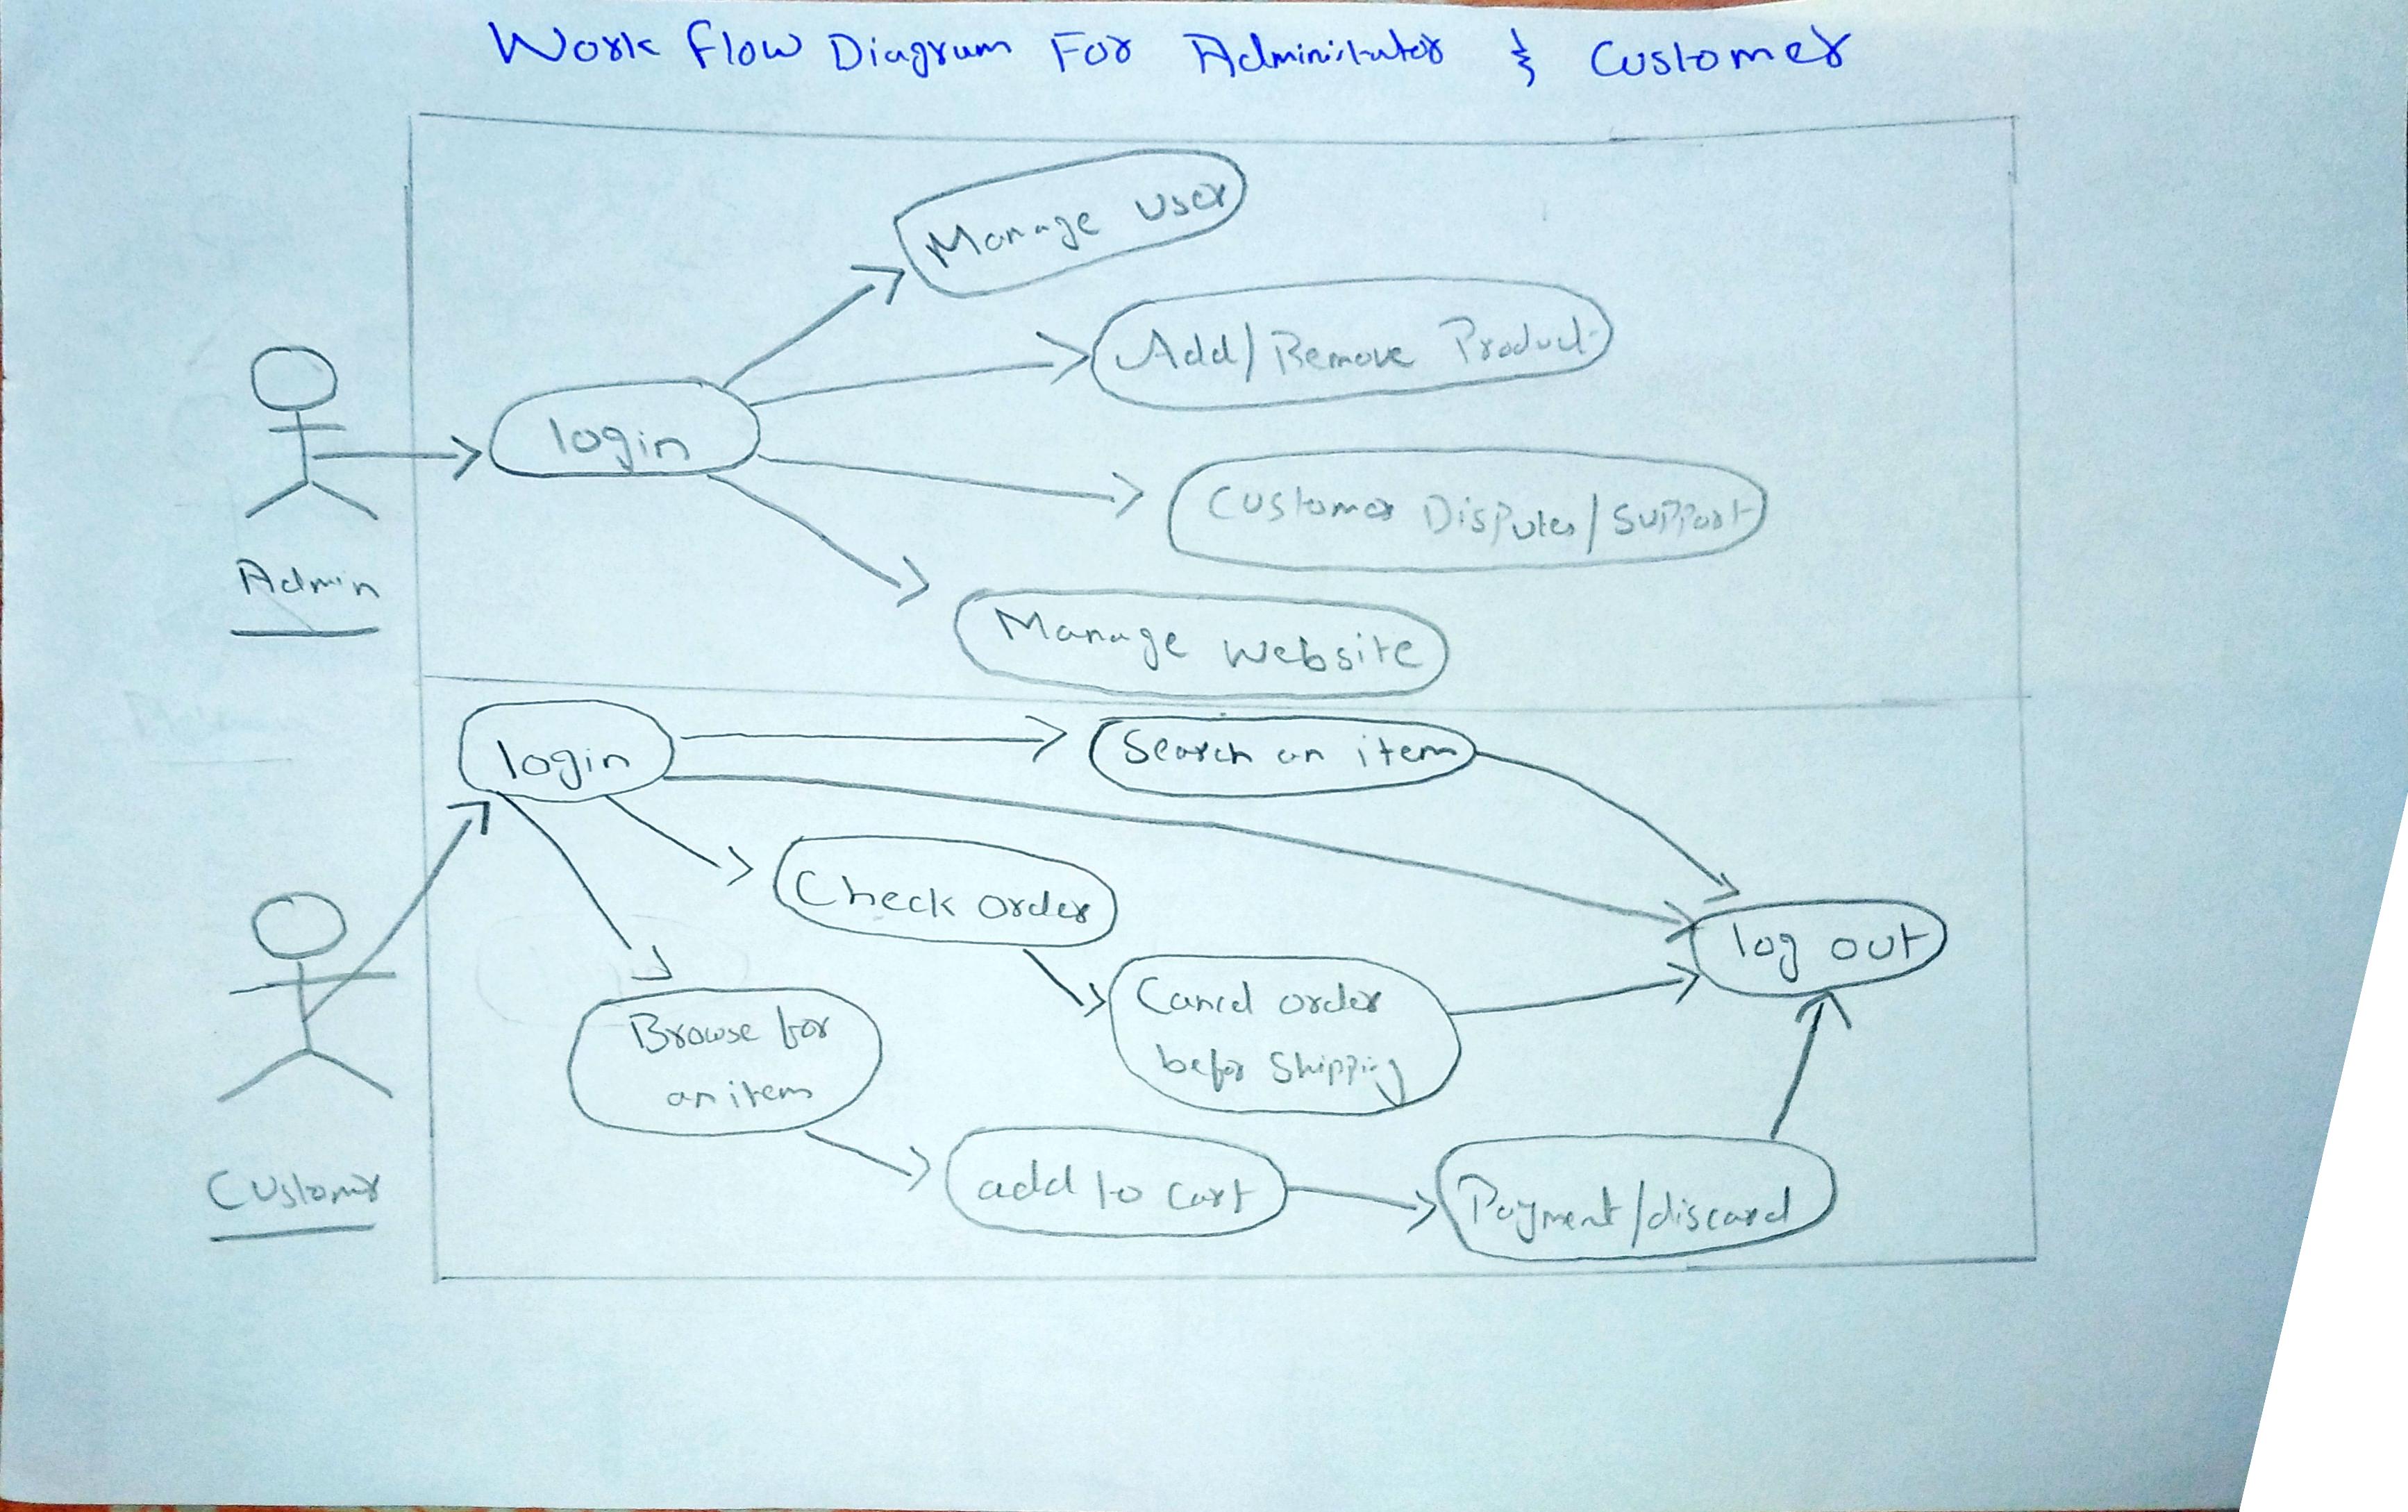 Work Flow Diagram For Administrator & Customer
Manage User
Add/Remove Product
login
Customer Disputes/Support
Admin
Manage Website
login
Search an item
Check Order
log out
Cancel order
befor Shipping
Browse for
an item
Customer
add to cart
Payment/discard